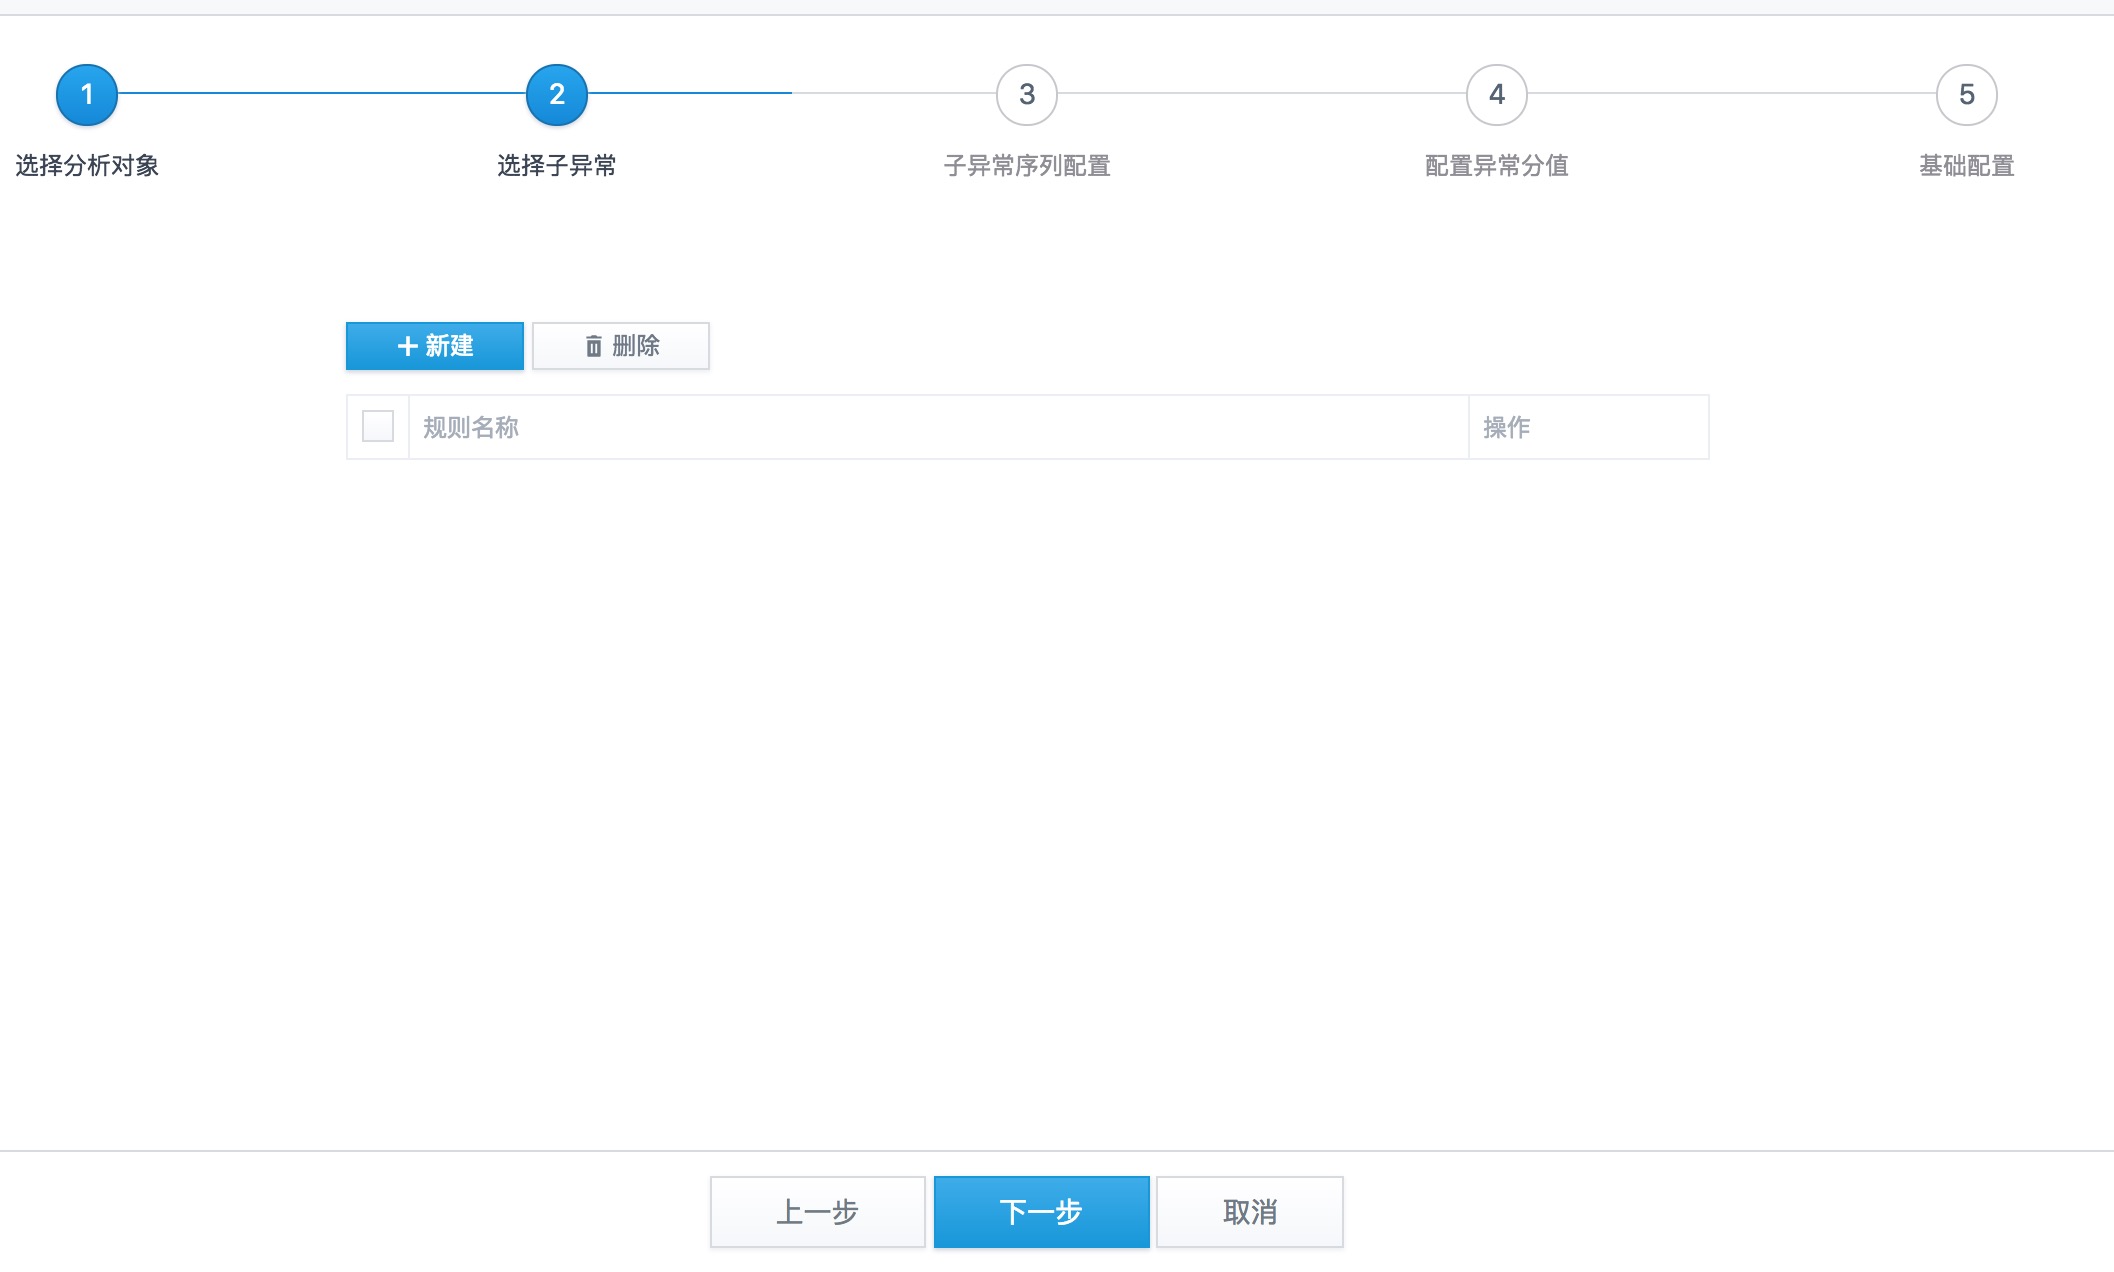 1 2 3 4 5
选择分析对象 选择子异常 子异常序列配置 配置异常分值 基础配置
新建 删除
规则名称 操作
上一步 下一步 取消